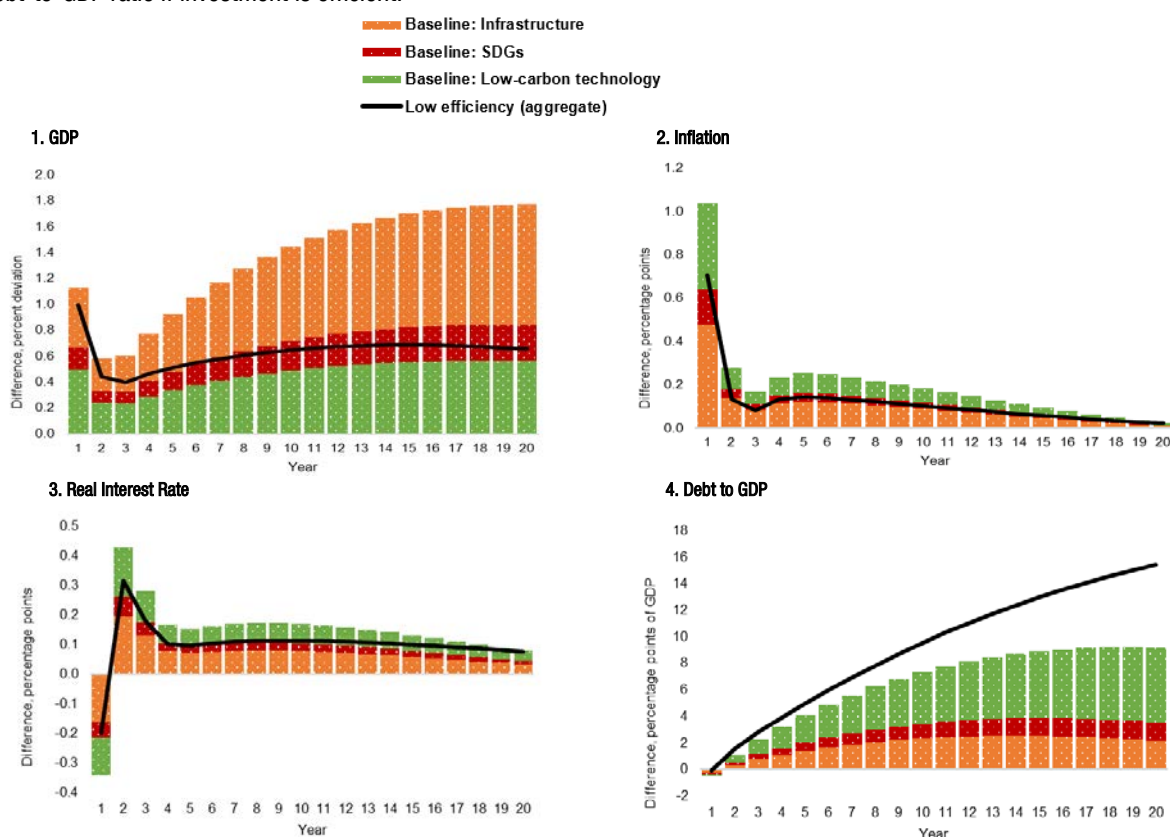 debt-to-GDP ratio if investment is efficient.
Baseline: Infrastructure
Baseline: SDGs
Baseline: Low-carbon technology
Low efficiency (aggregate)
1. GDP
Difference, percent deviation
2.0
1.8
1.6
1.4
1.2
1.0
0.8
0.6
0.4
0.2
0.0
1 2 3 4 5 6 7 8 9 10 11 12 13 14 15 16 17 18 19 20
Year
2. Inflation
Difference, percentage points
1.2
1.0
0.8
0.6
0.4
0.2
0.0
1 2 3 4 5 6 7 8 9 10 11 12 13 14 15 16 17 18 19 20
Year
3. Real Interest Rate
Difference, percentage points
0.5
0.4
0.3
0.2
0.1
0.0
-0.1
-0.2
-0.3
-0.4
1 2 3 4 5 6 7 8 9 10 11 12 13 14 15 16 17 18 19 20
Year
4. Debt to GDP
Difference, percentage points of GDP
18
16
14
12
10
8
6
4
2
0
-2
1 2 3 4 5 6 7 8 9 10 11 12 13 14 15 16 17 18 19 20
Year